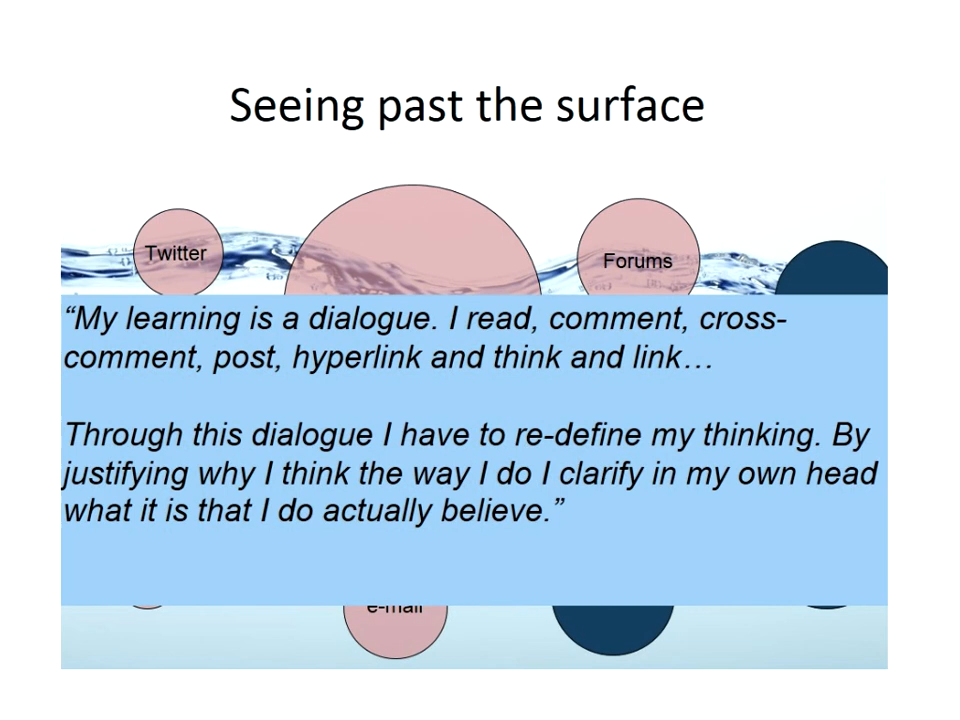 Seeing past the surface
Twitter
Forums
“My learning is a dialogue. I read, comment, cross-
comment, post, hyperlink and think and link…
Through this dialogue I have to re-define my thinking. By
justifying why I think the way I do I clarify in my own head
what it is that I do actually believe.”
e-mail